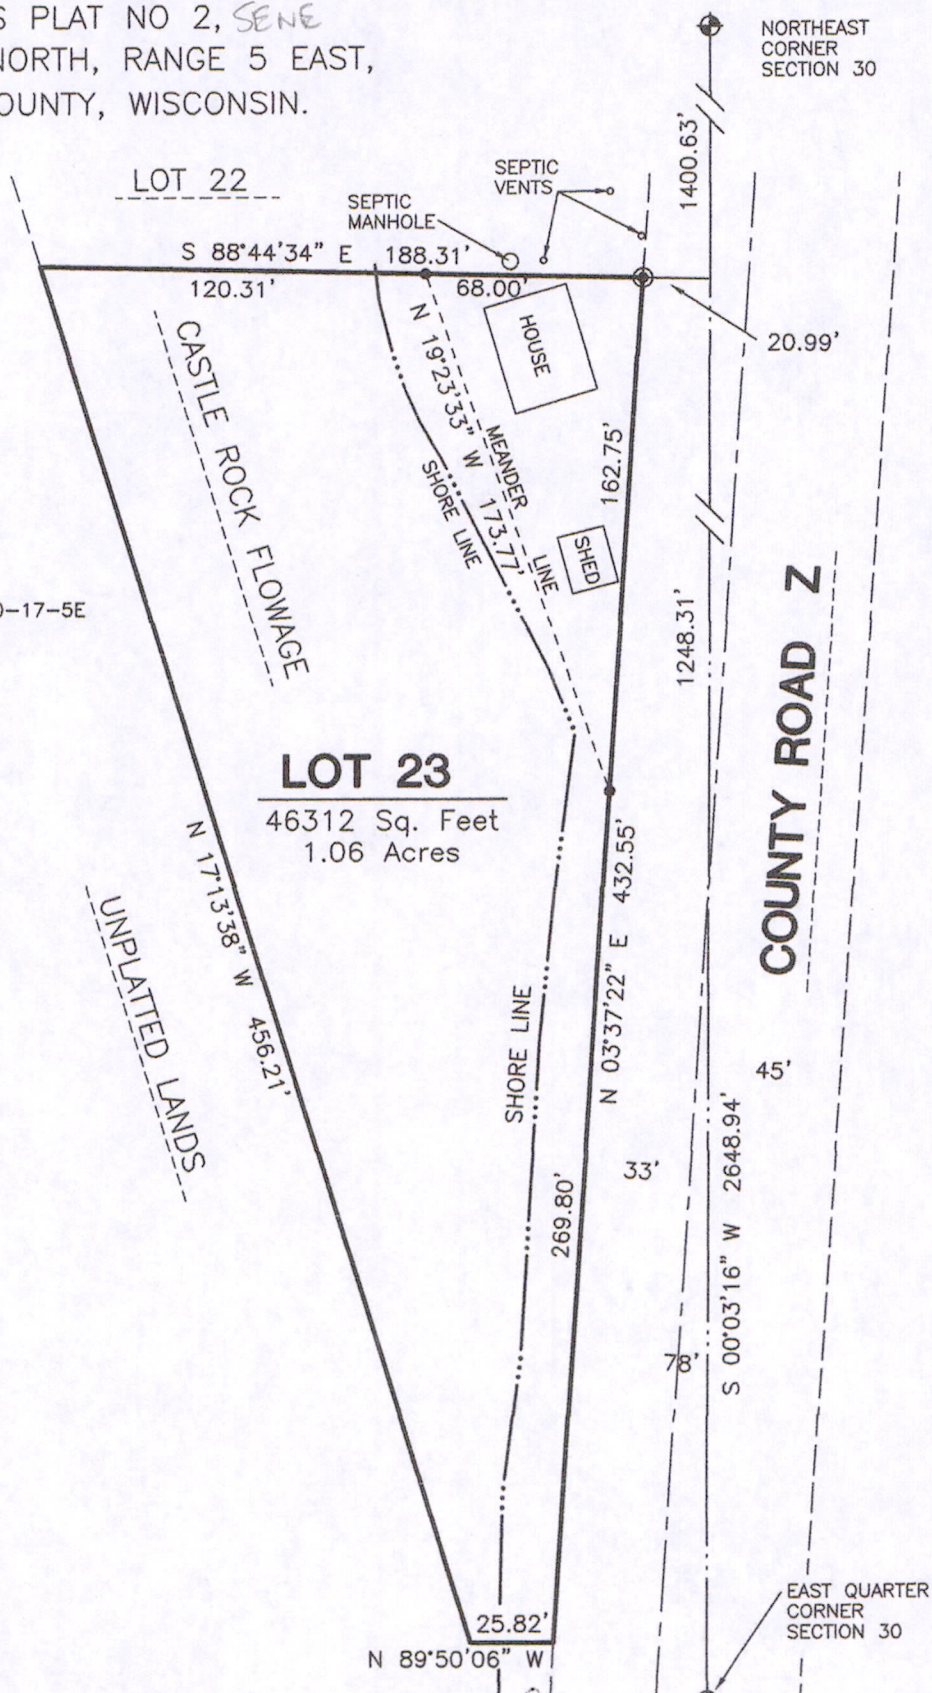 S PLAT NO 2, SENE
NORTH, RANGE 5 EAST,
OUNTY, WISCONSIN.
NORTHEAST
CORNER
SECTION 30
1400.63'
LOT 22
SEPTIC
VENTS
SEPTIC
MANHOLE
S 88°44'34" E 188.31'
120.31'
68.00'
20.99'
HOUSE
CASTLE ROCK FLOWAGE
N 19°23'33" W 173.77'
MEANDER LINE
SHORE LINE
162.75'
SHED
1248.31'
COUNTY ROAD Z
0-17-5E
LOT 23
46312 Sq. Feet
1.06 Acres
N 17°13'38" W 456.21'
UNPLATTED LANDS
N 03°37'22" E 432.55'
SHORE LINE
45'
33'
269.80'
S 00°03'16" W 2648.94'
78'
25.82'
N 89°50'06" W
EAST QUARTER
CORNER
SECTION 30